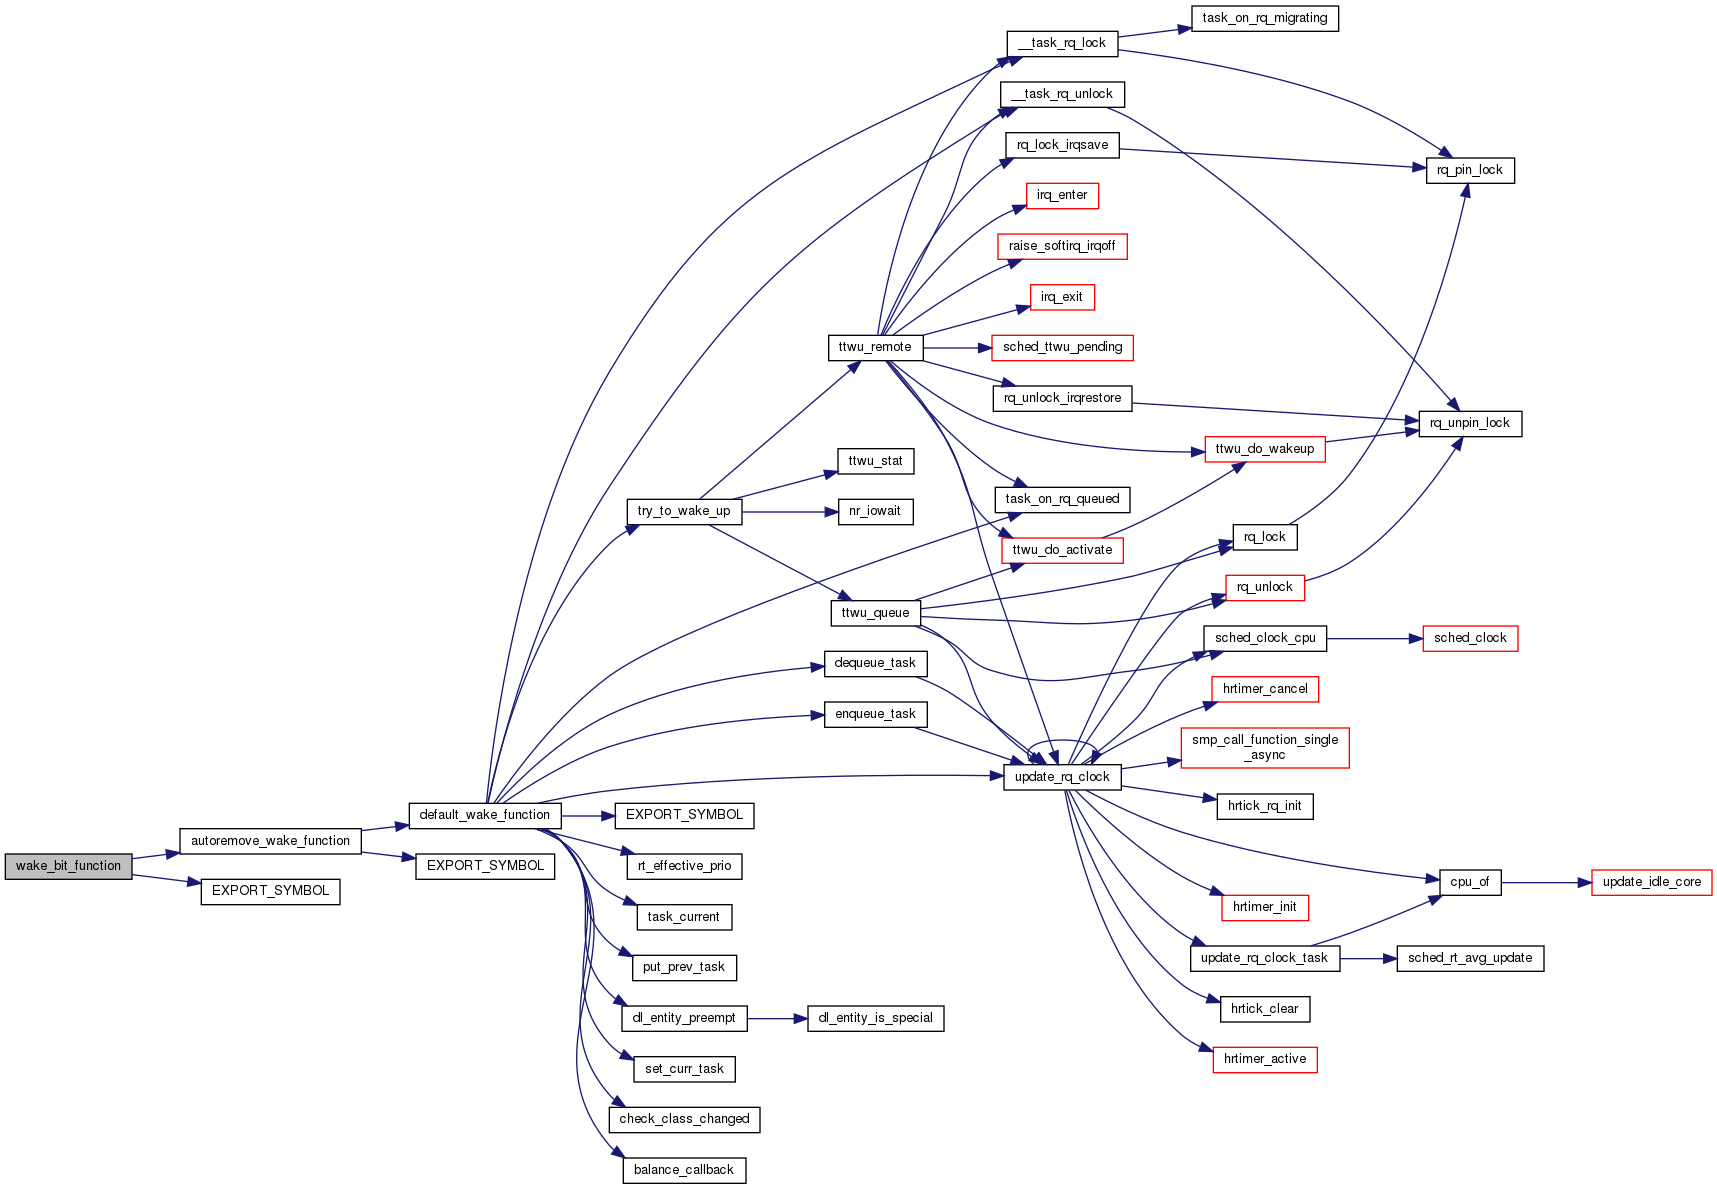 task_on_rq_migrating
__task_rq_lock
__task_rq_unlock
rq_lock_irqsave
rq_pin_lock
irq_enter
raise_softirq_irqoff
irq_exit
ttwu_remote
sched_ttwu_pending
rq_unlock_irqrestore
rq_unpin_lock
ttwu_do_wakeup
ttwu_stat
task_on_rq_queued
try_to_wake_up
nr_iowait
rq_lock
ttwu_do_activate
rq_unlock
ttwu_queue
sched_clock_cpu
sched_clock
dequeue_task
hrtimer_cancel
enqueue_task
smp_call_function_single
_async
update_rq_clock
hrtick_rq_init
default_wake_function
EXPORT_SYMBOL
autoremove_wake_function
wake_bit_function
EXPORT_SYMBOL
rt_effective_prio
cpu_of
update_idle_core
EXPORT_SYMBOL
hrtimer_init
task_current
update_rq_clock_task
sched_rt_avg_update
put_prev_task
hrtick_clear
dl_entity_preempt
dl_entity_is_special
hrtimer_active
set_curr_task
check_class_changed
balance_callback